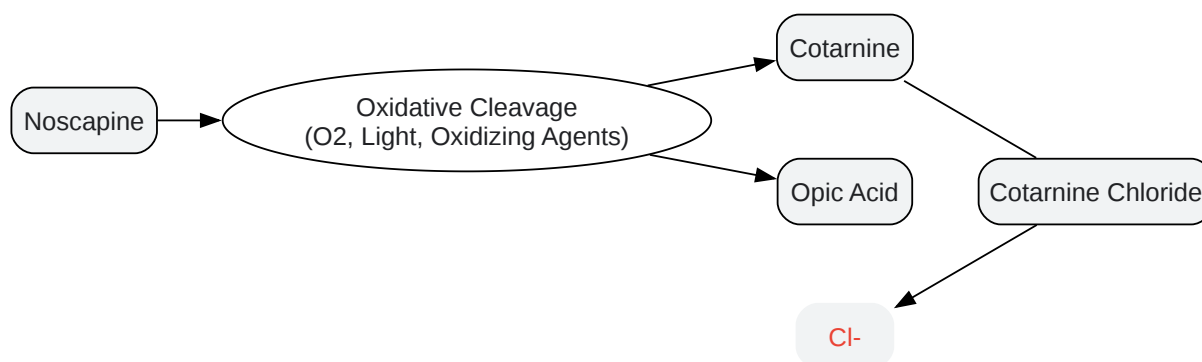 Noscapine
Oxidative Cleavage
(O2, Light, Oxidizing Agents)
Cotarnine
Opic Acid
Cotarnine Chloride
Cl-